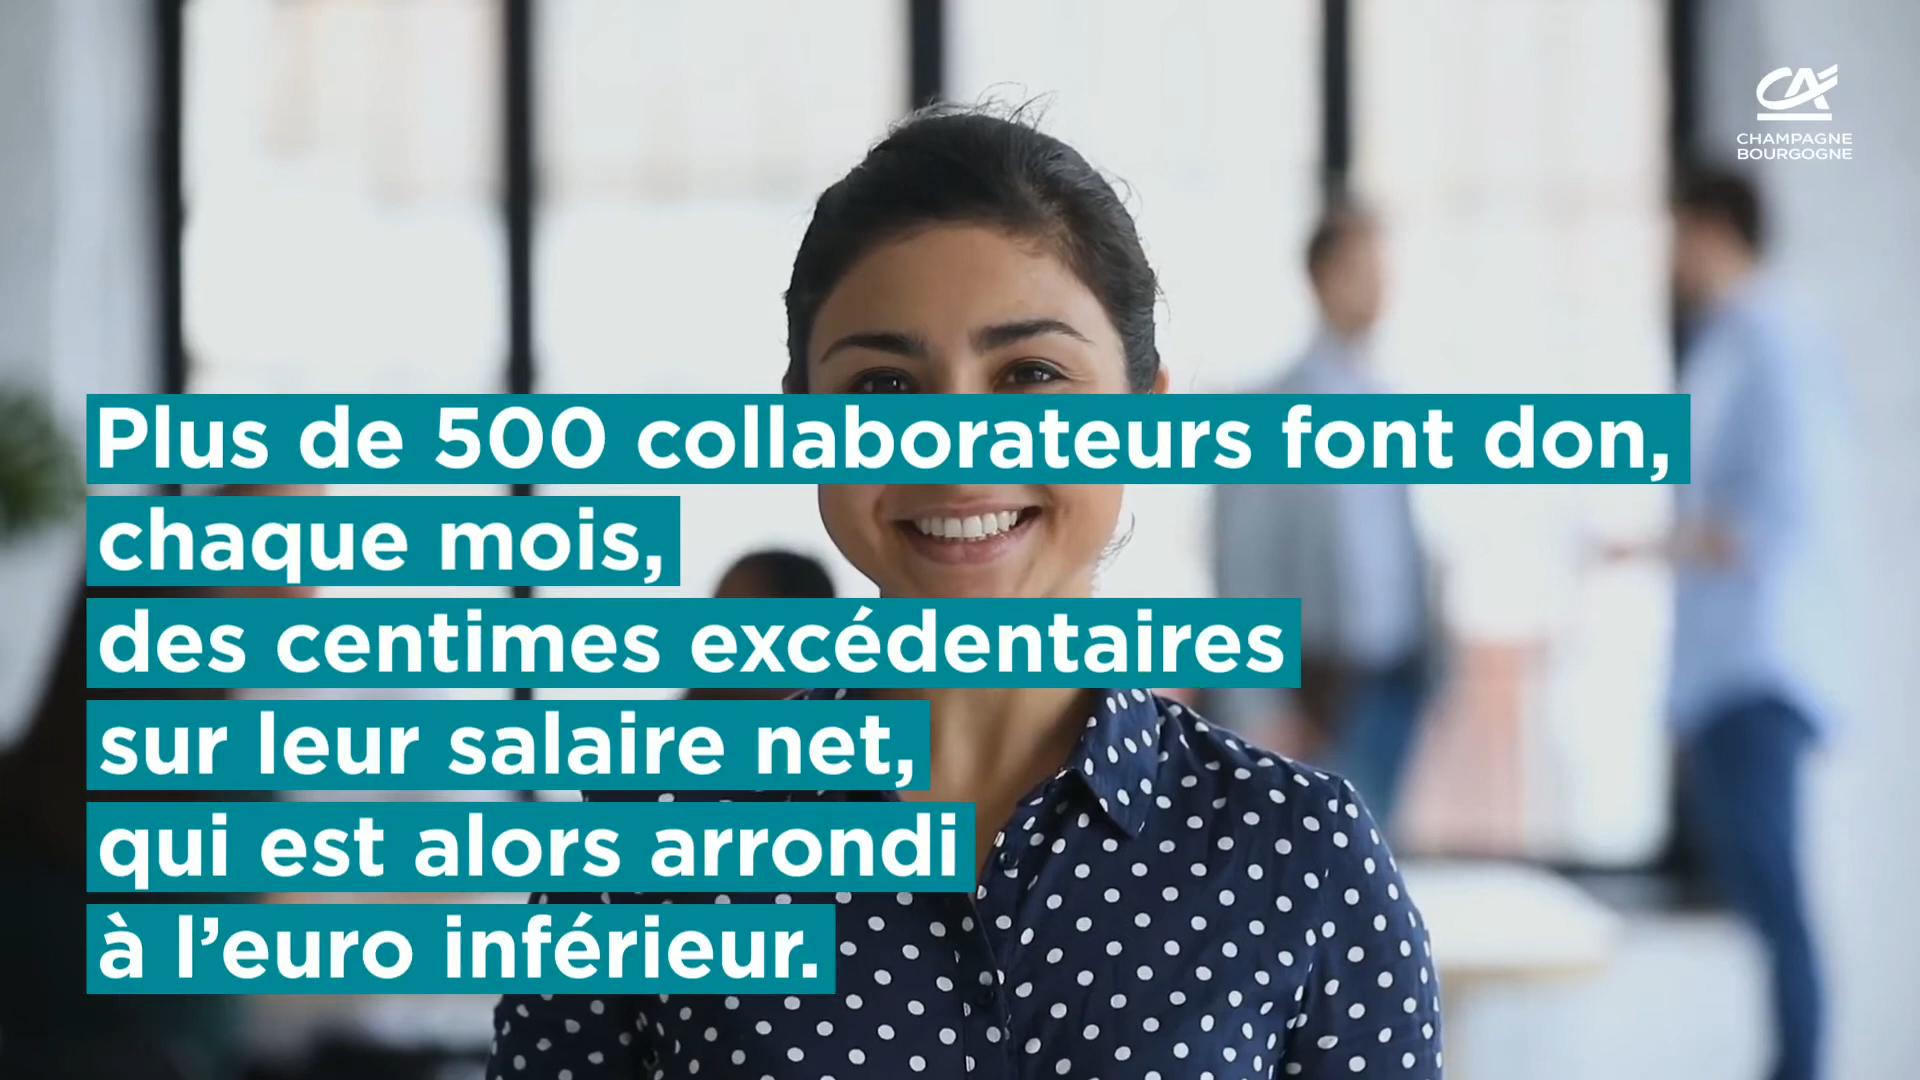 CA
CHAMPAGNE
BOURGOGNE
Plus de 500 collaborateurs font don,
chaque mois,
des centimes excédentaires
sur leur salaire net,
qui est alors arrondi
à l’euro inférieur.